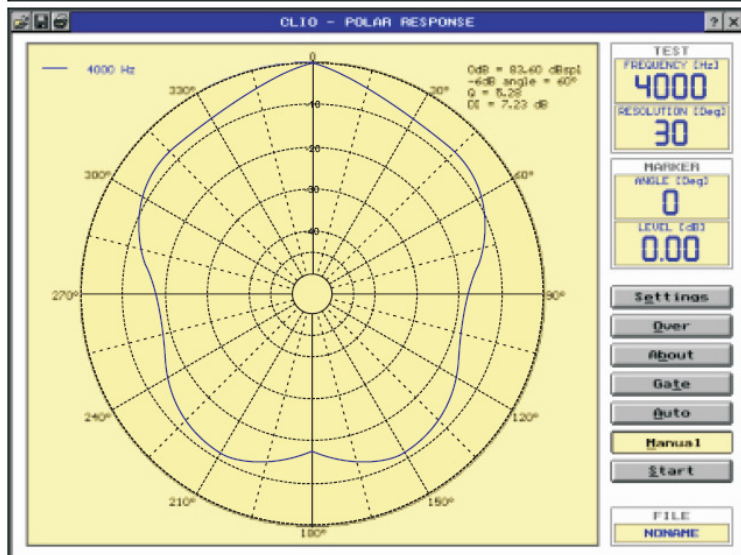 CLIO - POLAR RESPONSE
? X
4000 Hz
0dB = 83.60 dBspl
-6dB angle = 60°
Q = 5.28
DI = 7.23 dB
0
330°
30°
-10
-20
300°
60°
-30
-40
270°
90°
240°
120°
210°
150°
180°
TEST
FREQUENCY [Hz]
4000
RESOLUTION [Deg]
30
MARKER
ANGLE [Deg]
0
LEVEL [dB]
0.00
Settings
Over
About
Gate
Auto
Manual
Start
FILE
NONAME